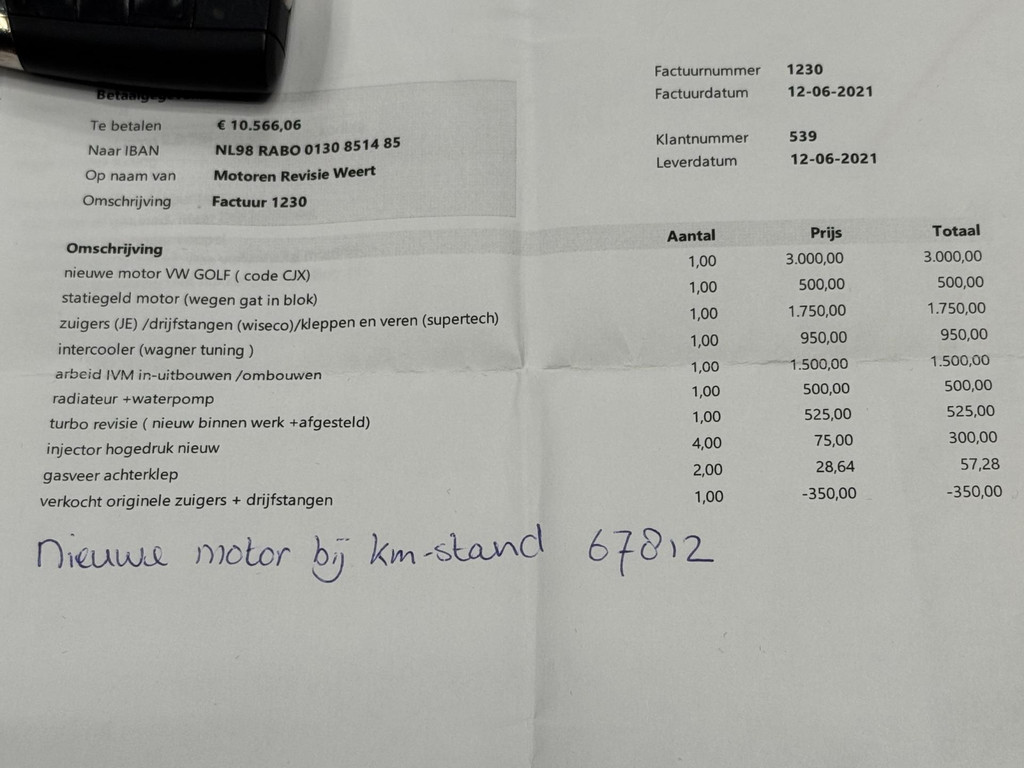 Te betalen € 10.566,06
Naar IBAN NL98 RABO 0130 8514 85
Op naam van Motoren Revisie Weert
Omschrijving Factuur 1230
Factuurnummer 1230
Factuurdatum 12-06-2021
Klantnummer 539
Leverdatum 12-06-2021
Omschrijving Aantal Prijs Totaal
nieuwe motor VW GOLF ( code CJX) 1,00 3.000,00 3.000,00
statiegeld motor (wegen gat in blok) 1,00 500,00 500,00
zuigers (JE) /drijfstangen (wiseco)/kleppen en veren (supertech) 1,00 1.750,00 1.750,00
intercooler (wagner tuning ) 1,00 950,00 950,00
arbeid IVM in-uitbouwen /ombouwen 1,00 1.500,00 1.500,00
radiateur +waterpomp 1,00 500,00 500,00
turbo revisie ( nieuw binnen werk +afgesteld) 1,00 525,00 525,00
injector hogedruk nieuw 4,00 75,00 300,00
gasveer achterklep 2,00 28,64 57,28
verkocht originele zuigers + drijfstangen 1,00 -350,00 -350,00
Nieuwe motor bij km-stand 67812